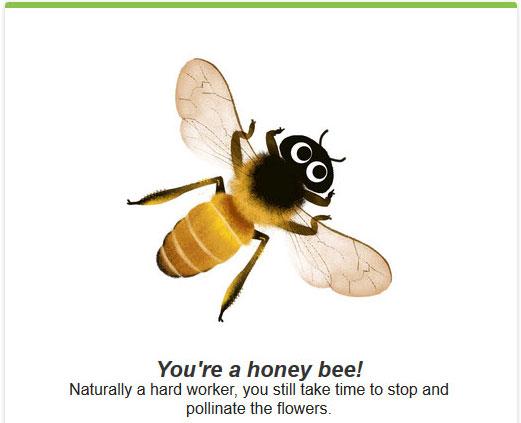 You're a honey bee!
Naturally a hard worker, you still take time to stop and
pollinate the flowers.